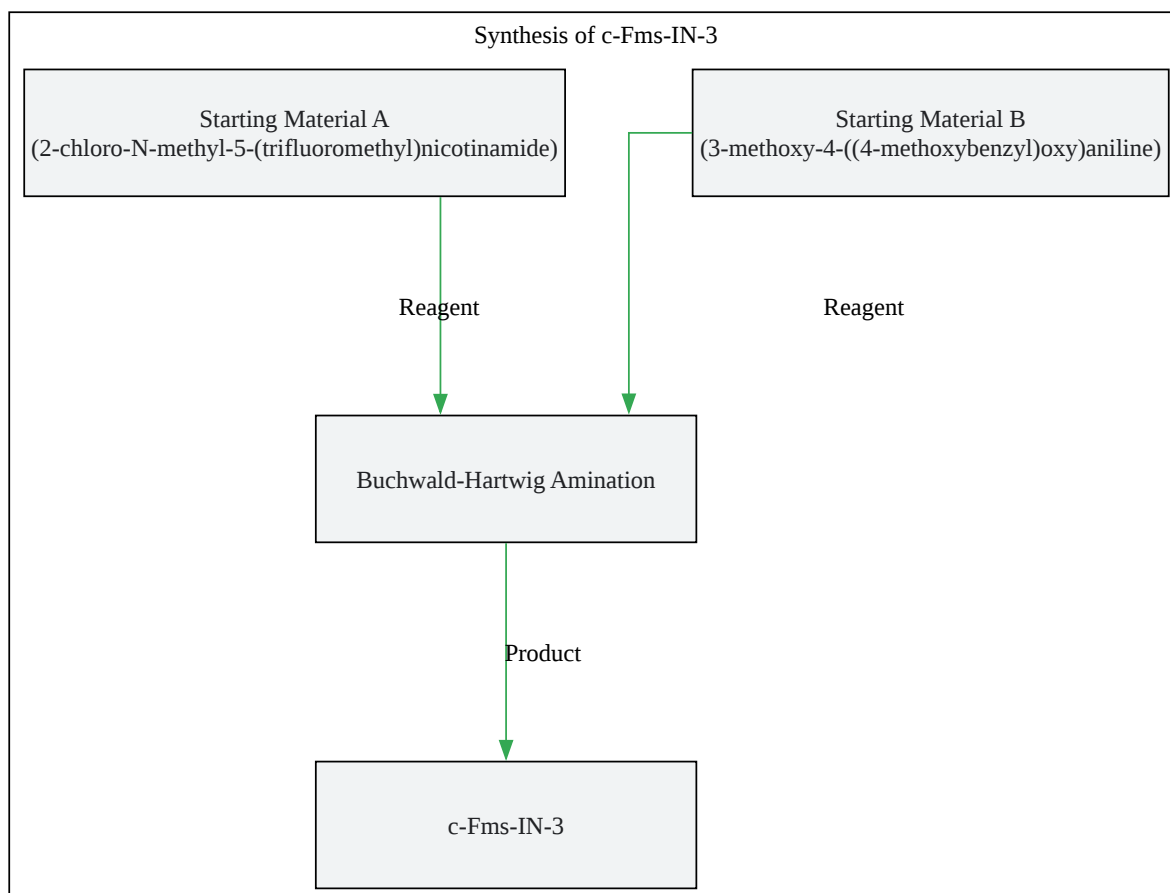 Synthesis of c-Fms-IN-3
Starting Material A
(2-chloro-N-methyl-5-(trifluoromethyl)nicotinamide)
Starting Material B
(3-methoxy-4-((4-methoxybenzyl)oxy)aniline)
Reagent
Reagent
Buchwald-Hartwig Amination
Product
c-Fms-IN-3